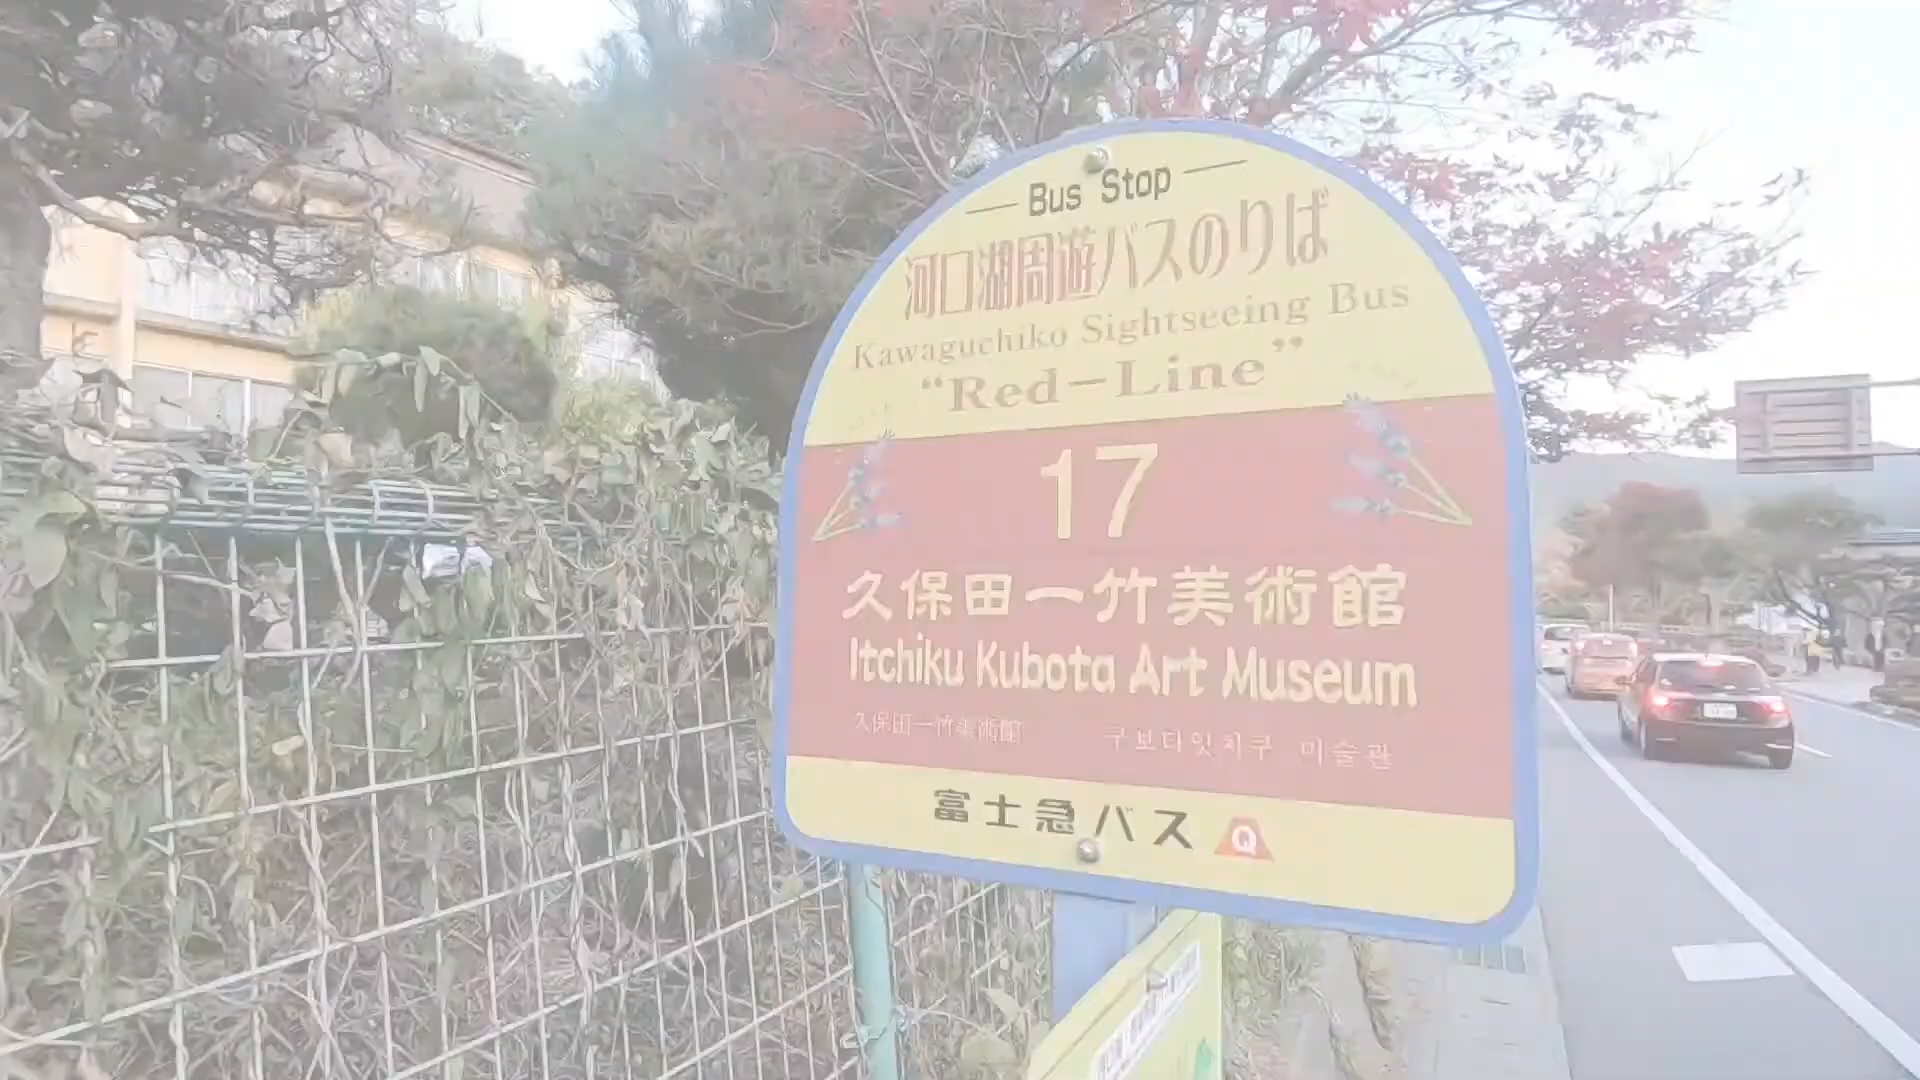 Bus Stop
河口湖周遊バスのりば
Kawaguchiko Sightseeing Bus
“Red-Line”
17
久保田一竹美術館
Itchiku Kubota Art Museum
久保田一竹美術館 쿠보타잇치쿠 미술관
富士急バス Q